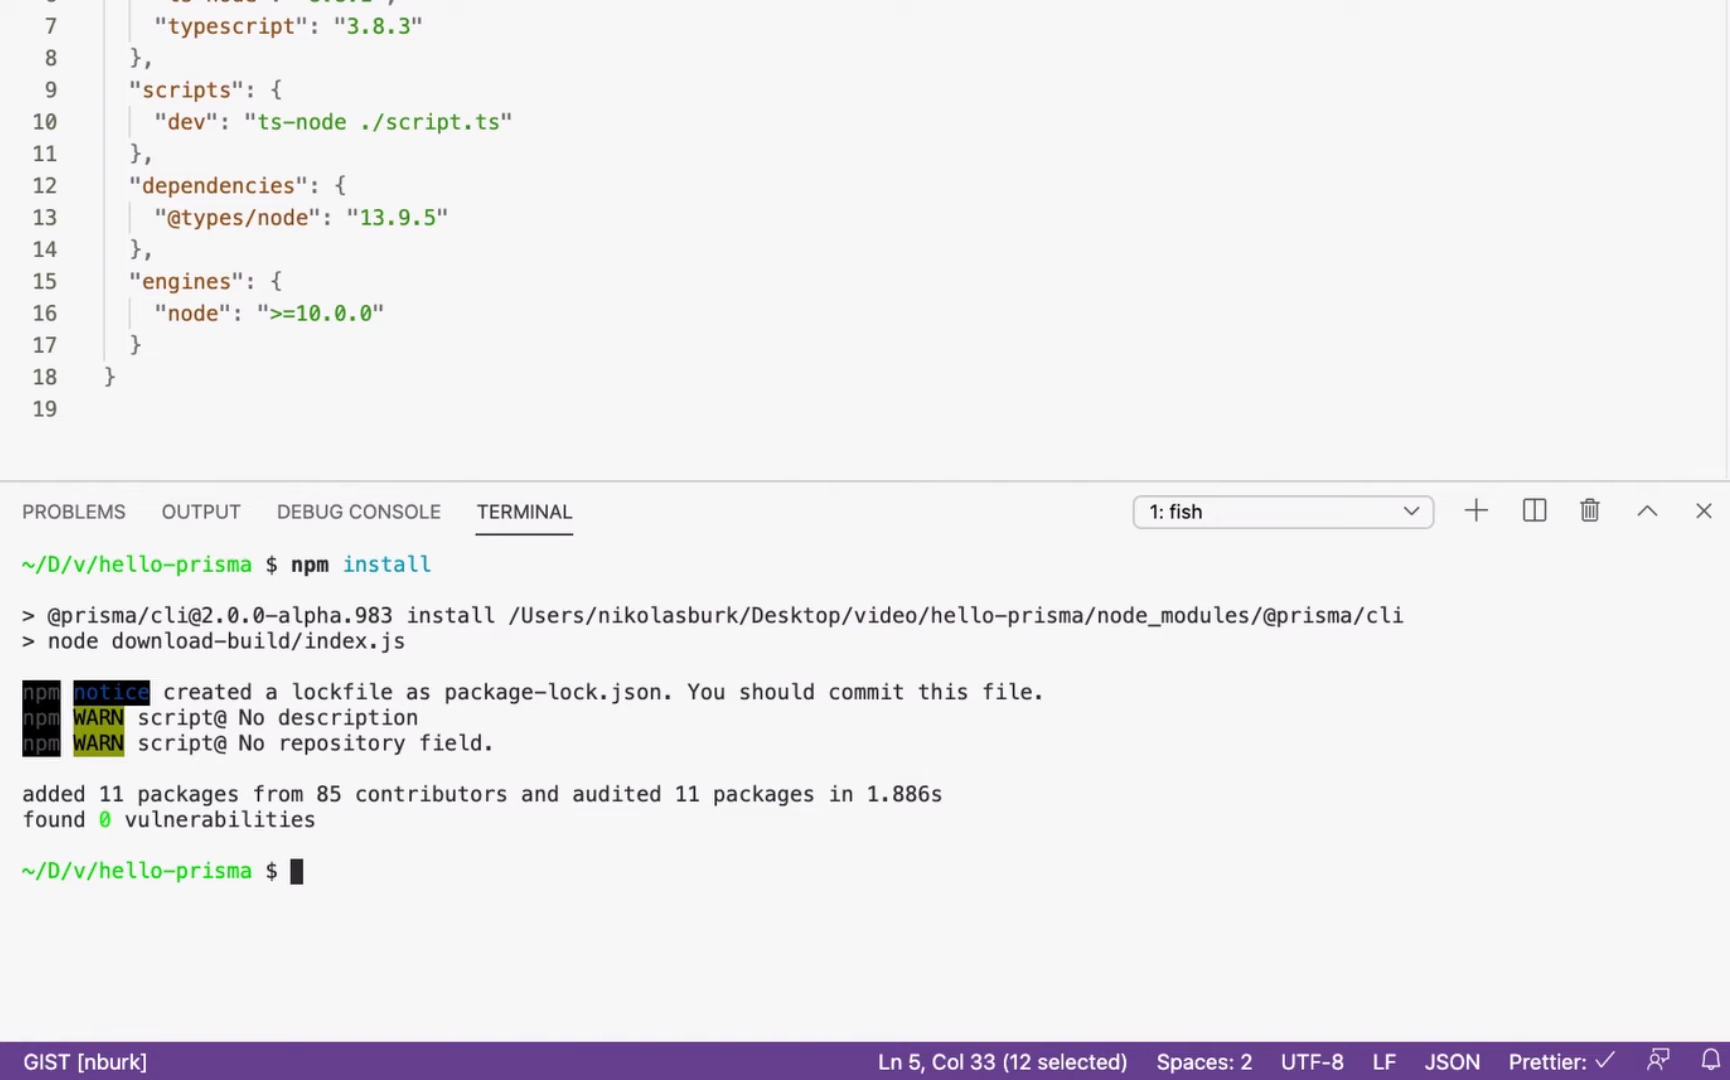 7 "typescript": "3.8.3"
8 },
9 "scripts": {
10 "dev": "ts-node ./script.ts"
11 },
12 "dependencies": {
13 "@types/node": "13.9.5"
14 },
15 "engines": {
16 "node": ">=10.0.0"
17 }
18 }
19
PROBLEMS OUTPUT DEBUG CONSOLE TERMINAL 1: fish
~/D/v/hello-prisma $ npm install
> @prisma/cli@2.0.0-alpha.983 install /Users/nikolasburk/Desktop/video/hello-prisma/node_modules/@prisma/cli
> node download-build/index.js
npm notice created a lockfile as package-lock.json. You should commit this file.
npm WARN script@ No description
npm WARN script@ No repository field.
added 11 packages from 85 contributors and audited 11 packages in 1.886s
found 0 vulnerabilities
~/D/v/hello-prisma $
GIST [nburk] Ln 5, Col 33 (12 selected) Spaces: 2 UTF-8 LF JSON Prettier: ✓